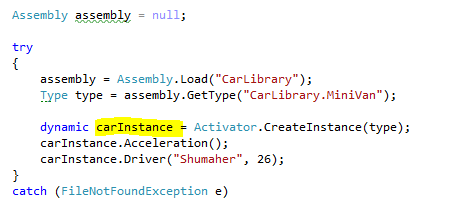 Assembly assembly = null;
try
{
assembly = Assembly.Load("CarLibrary");
Type type = assembly.GetType("CarLibrary.MiniVan");
dynamic carInstance = Activator.CreateInstance(type);
carInstance.Acceleration();
carInstance.Driver("Shumaher", 26);
}
catch (FileNotFoundException e)